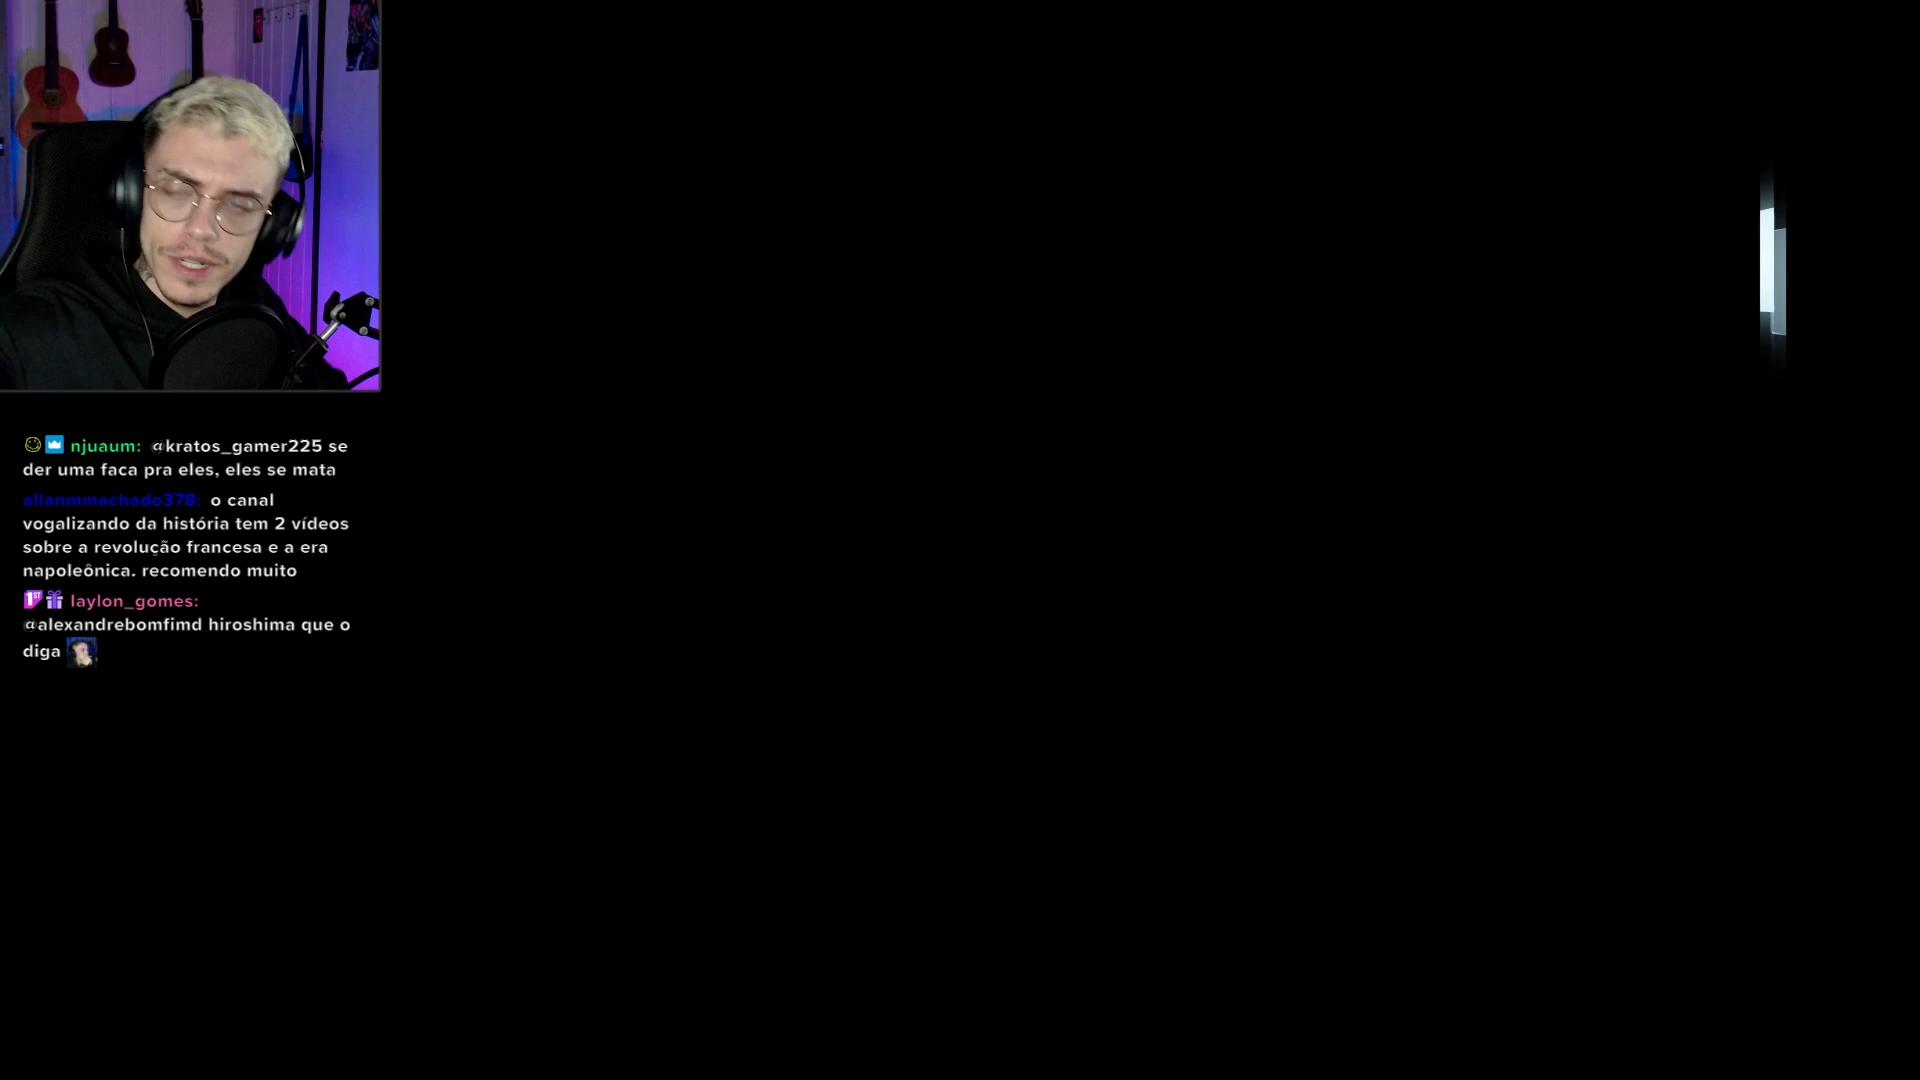 njuaum: @kratos_gamer225 se
der uma faca pra eles, eles se mata
allanmmachado378: o canal
vogalizando da história tem 2 vídeos
sobre a revolução francesa e a era
napoleônica. recomendo muito
1ST laylon_gomes:
@alexandrebomfimd hiroshima que o
diga